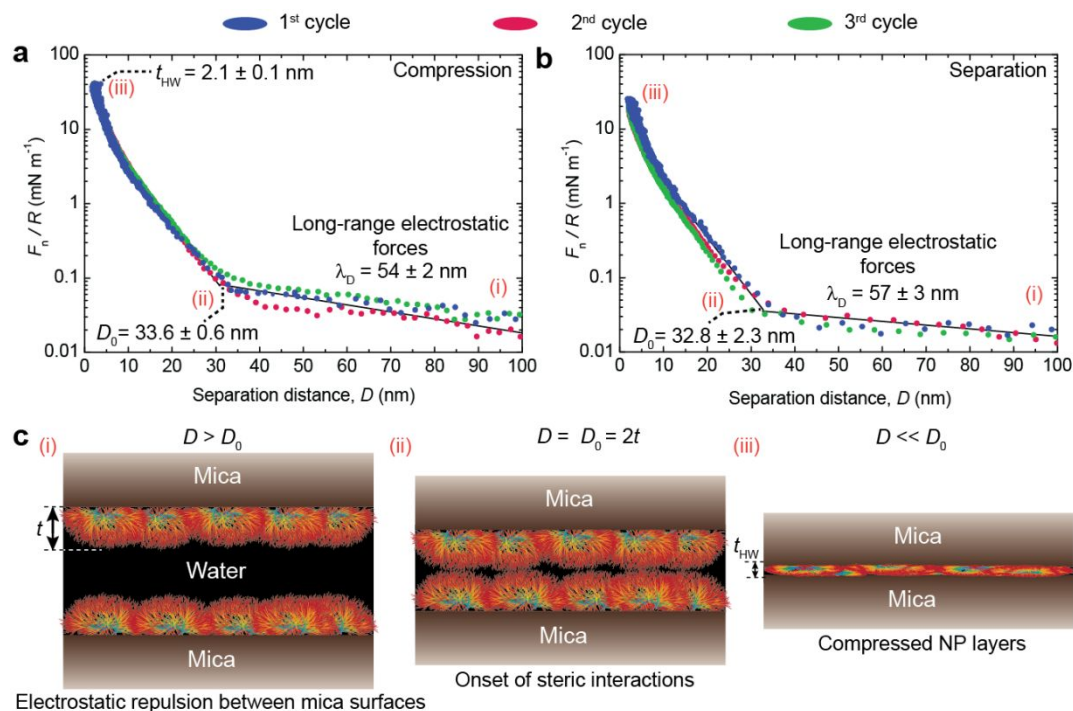 1st cycle 2nd cycle 3rd cycle
a
100
10
1
0.1
0.01
Fn / R (mN m-1)
tHW = 2.1 ± 0.1 nm
(iii)
Compression
Long-range electrostatic
forces
λD = 54 ± 2 nm
(i)
(ii)
D0 = 33.6 ± 0.6 nm
0 10 20 30 40 50 60 70 80 90 100
Separation distance, D (nm)
b
100
10
1
0.1
0.01
Fn / R (mN m-1)
Separation
(iii)
Long-range electrostatic
forces
λD = 57 ± 3 nm
(i)
(ii)
D0 = 32.8 ± 2.3 nm
0 10 20 30 40 50 60 70 80 90 100
Separation distance, D (nm)
c
(i)
D > D0
Mica
t
Water
Mica
Electrostatic repulsion between mica surfaces
(ii)
D = D0 = 2t
Mica
Mica
Onset of steric interactions
(iii)
D << D0
Mica
tHW
Mica
Compressed NP layers